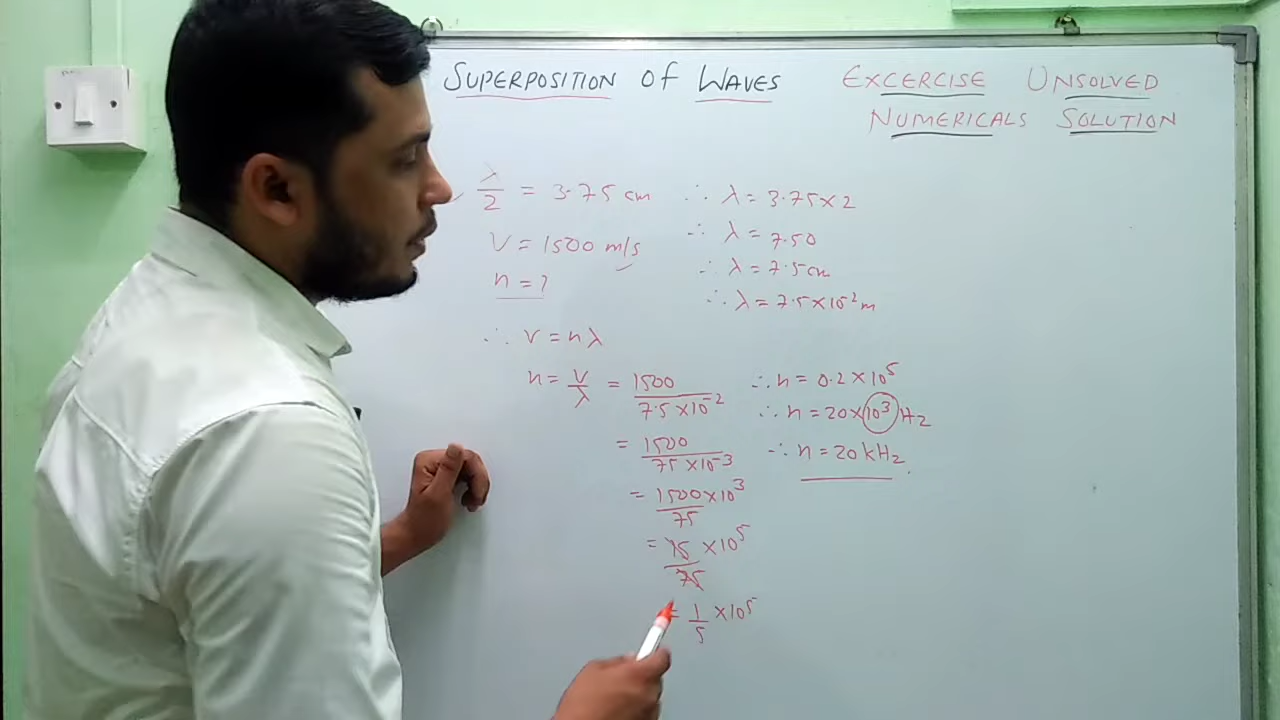 SUPERPOSITION OF WAVES
EXCERCISE UNSOLVED
NUMERICALS SOLUTION
λ/2 = 3.75 cm
V = 1500 m/s
n = ?
∴ v = nλ
n = V/λ = 1500/7.5 × 10⁻²
= 1500/75 × 10⁻³
= 1500 × 10³/75
= 15/75 × 10⁵
= 1/5 × 10⁵
∴ λ = 3.75 × 2
∴ λ = 7.50
∴ λ = 7.5 cm
∴ λ = 7.5 × 10⁻² m
∴ n = 0.2 × 10⁵
∴ n = 20 × 10³ Hz
∴ n = 20 kHz.